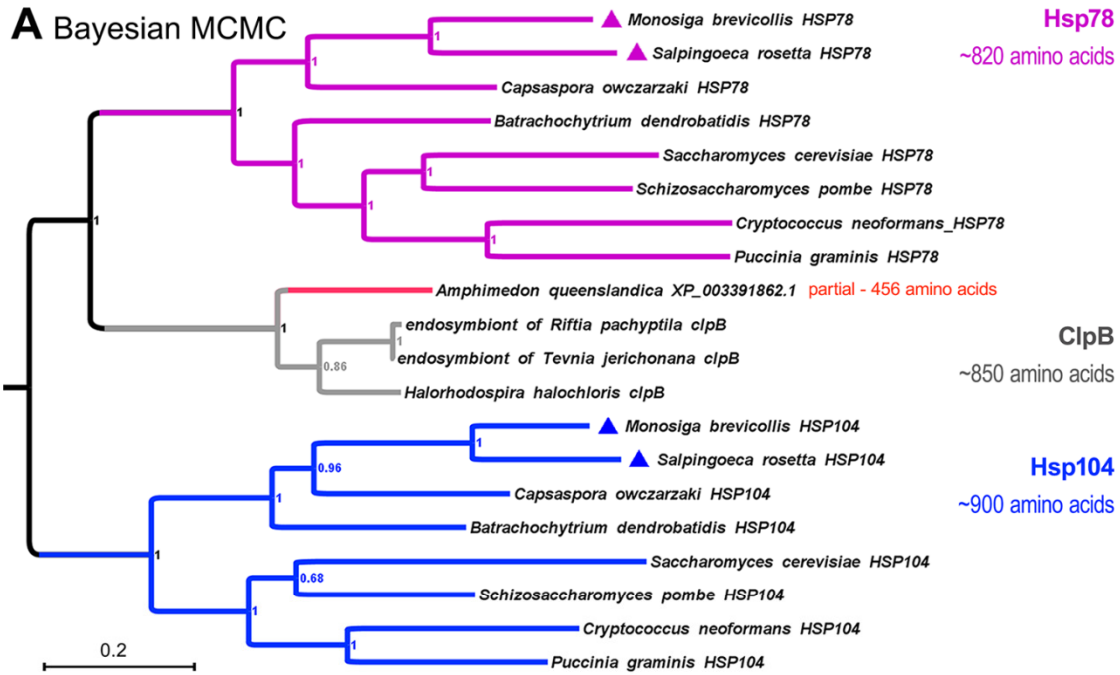 A Bayesian MCMC
Monosiga brevicollis HSP78
Hsp78
1
Salpingoeca rosetta HSP78
~820 amino acids
1
Capsaspora owczarzaki HSP78
1
Batrachochytrium dendrobatidis HSP78
1
Saccharomyces cerevisiae HSP78
1
Schizosaccharomyces pombe HSP78
1
1
Cryptococcus neoformans_HSP78
1
Puccinia graminis HSP78
Amphimedon queenslandica XP_003391862.1 partial - 456 amino acids
1
endosymbiont of Riftia pachyptila clpB
ClpB
1
endosymbiont of Tevnia jerichonana clpB
0.86
~850 amino acids
Halorhodospira halochloris clpB
Monosiga brevicollis HSP104
1
Salpingoeca rosetta HSP104
Hsp104
0.96
Capsaspora owczarzaki HSP104
1
~900 amino acids
Batrachochytrium dendrobatidis HSP104
1
Saccharomyces cerevisiae HSP104
0.68
Schizosaccharomyces pombe HSP104
1
Cryptococcus neoformans HSP104
1
Puccinia graminis HSP104
0.2